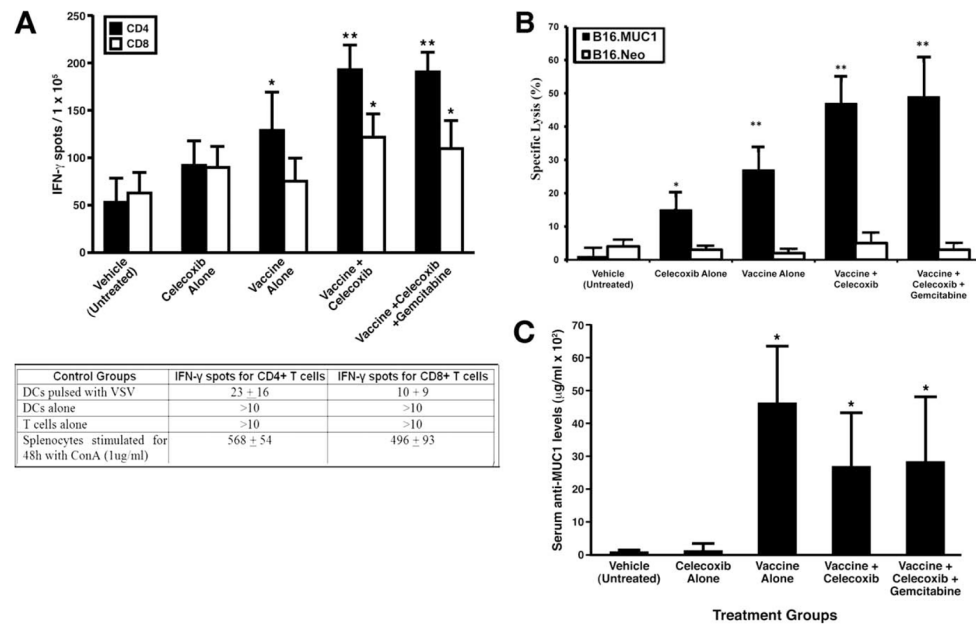 A
CD4
CD8
250
200
150
100
50
0
IFN-γ spots / 1 x 10⁵
*
**
*
**
*
Vehicle
(Untreated)
Celecoxib
Alone
Vaccine
Alone
Vaccine +
Celecoxib
Vaccine +Celecoxib
+Gemcitabine
Control Groups IFN-γ spots for CD4+ T cells IFN-γ spots for CD8+ T cells
DCs pulsed with VSV 23 ± 16 10 + 9
DCs alone >10 >10
T cells alone >10 >10
Splenocytes stimulated for 568 ± 54 496 ± 93
48h with ConA (1ug/ml)
B
B16.MUC1
B16.Neo
70
60
50
40
30
20
10
0
Specific Lysis (%)
*
**
**
**
Vehicle
(Untreated)
Celecoxib Alone
Vaccine Alone
Vaccine +
Celecoxib
Vaccine +
Celecoxib +
Gemcitabine
C
70
60
50
40
30
20
10
0
Serum anti-MUC1 levels (µg/ml x 10²)
*
*
*
Vehicle
(Untreated)
Celecoxib
Alone
Vaccine
Alone
Vaccine +
Celecoxib
Vaccine +
Celecoxib +
Gemcitabine
Treatment Groups